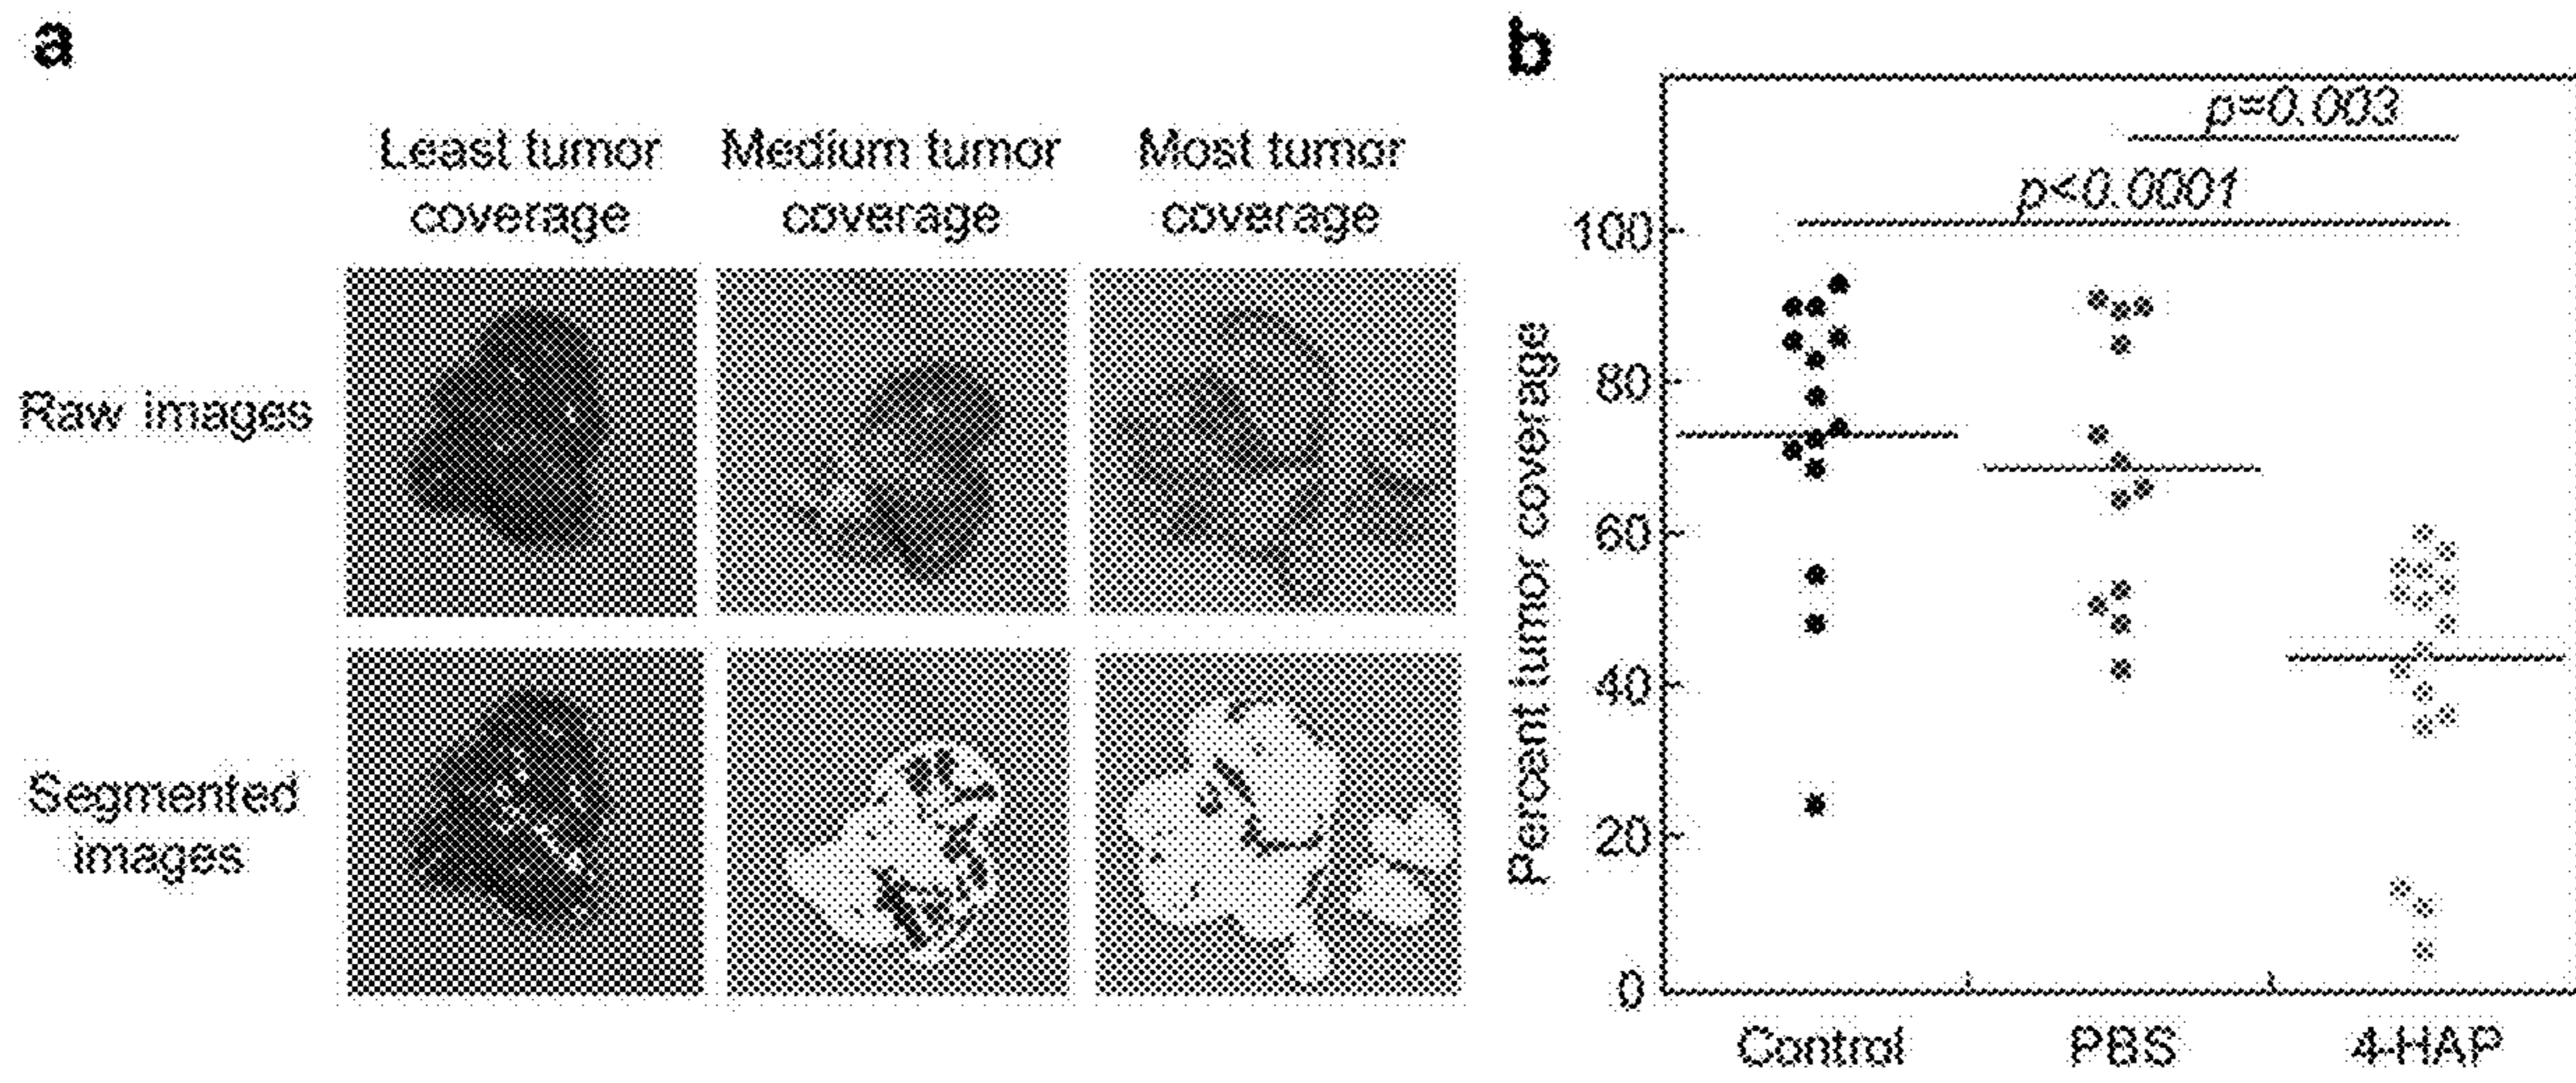 a
Least tumor
coverage
Medium tumor
coverage
Most tumor
coverage
Raw images
Segmented
images
b
p=0.003
p<0.0001
Percent tumor coverage
100
80
60
40
20
0
Control
PBS
4-HAP